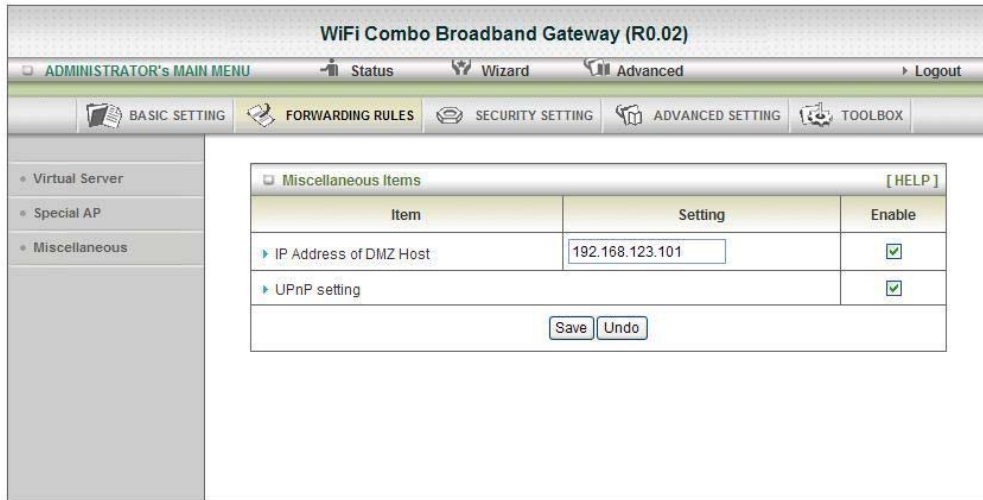 WiFi Combo Broadband Gateway (R0.02)
ADMINISTRATOR's MAIN MENU Status Wizard Advanced Logout
BASIC SETTING FORWARDING RULES SECURITY SETTING ADVANCED SETTING TOOLBOX
Virtual Server
Special AP
Miscellaneous
Miscellaneous Items [ HELP ]
Item Setting Enable
IP Address of DMZ Host 192.168.123.101
UPnP setting
Save Undo